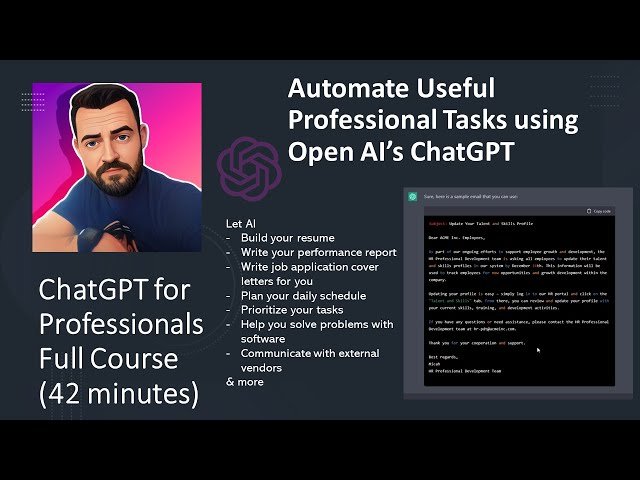 Automate Useful
Professional Tasks using
Open AI's ChatGPT
Let AI
- Build your resume
- Write your performance report
- Write job application cover
letters for you
- Plan your daily schedule
- Prioritize your tasks
- Help you solve problems with
software
- Communicate with external
vendors
& more
ChatGPT for
Professionals
Full Course
(42 minutes)
Sure, here is a sample email that you can use:
Copy code
Subject: Update Your Talent and Skills Profile
Dear ACME Inc. Employees,
As part of our ongoing efforts to support employee growth and development, the
HR Professional Development team is asking all employees to update their talent
and skills profiles in our system by December. This information will be
used to track employees for new opportunities and growth development within the
company.
Updating your profile is easy - simply log in to our HR portal and click on the
"Talent and Skills" tab. From there, you can review and update your profile with
your current skills, training, and development activities.
If you have any questions or need assistance, please contact the HR Professional
Development team at hr-pd@acmeinc.com.
Thank you for your cooperation and support.
Best regards,
Micah
HR Professional Development Team